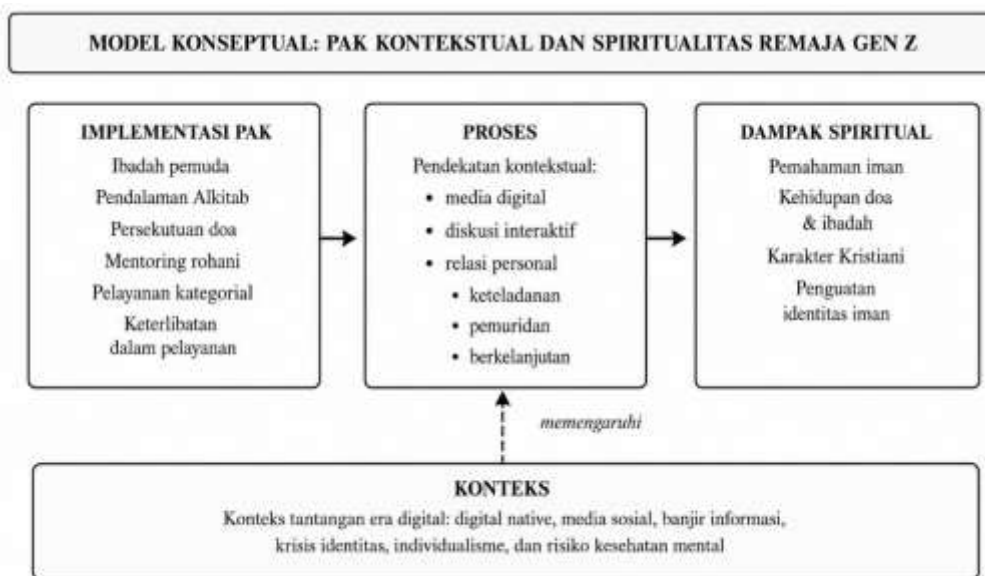 MODEL KONSEPTUAL: PAK KONTEKSTUAL DAN SPIRITUALITAS REMAJA GEN Z
IMPLEMENTASI PAK
Ibadah pemuda
Pendalaman Alkitab
Persekutuan doa
Mentoring rohani
Pelayanan kategorial
Keterlibatan
dalam pelayanan
PROSES
Pendekatan kontekstual:
• media digital
• diskusi interaktif
• relasi personal
• keteladanan
• pemuridan
• berkelanjutan
DAMPAK SPIRITUAL
Pemahaman iman
Kehidupan doa
& ibadah
Karakter Kristiani
Penguatan
identitas iman
memengaruhi
KONTEKS
Konteks tantangan era digital: digital native, media sosial, banjir informasi,
krisis identitas, individualisme, dan risiko kesehatan mental